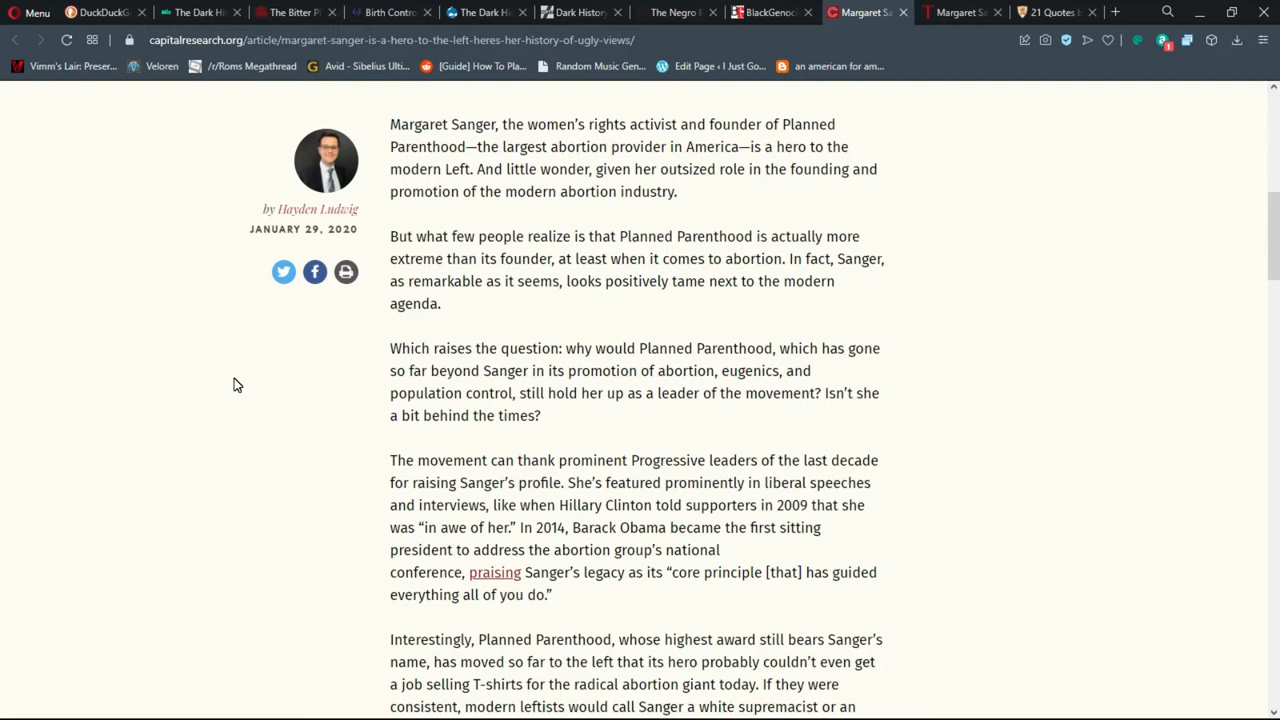 Menu
DuckDuckG
The Dark Hi
The Bitter Pi
Birth Contro
The Dark Hi
Dark History
The Negro P
BlackGenoci
Margaret Sa
Margaret Sa
21 Quotes b
capitalresearch.org/article/margaret-sanger-is-a-hero-to-the-left-heres-her-history-of-ugly-views/
1
Vimm's Lair: Preser...
Veloren
/r/Roms Megathread
Avid - Sibelius Ulti...
[Guide] How To Pla...
Random Music Gen...
Edit Page ‹ I Just Go...
an american for am...
by Hayden Ludwig
JANUARY 29, 2020
Margaret Sanger, the women’s rights activist and founder of Planned
Parenthood—the largest abortion provider in America—is a hero to the
modern Left. And little wonder, given her outsized role in the founding and
promotion of the modern abortion industry.
But what few people realize is that Planned Parenthood is actually more
extreme than its founder, at least when it comes to abortion. In fact, Sanger,
as remarkable as it seems, looks positively tame next to the modern
agenda.
Which raises the question: why would Planned Parenthood, which has gone
so far beyond Sanger in its promotion of abortion, eugenics, and
population control, still hold her up as a leader of the movement? Isn’t she
a bit behind the times?
The movement can thank prominent Progressive leaders of the last decade
for raising Sanger’s profile. She’s featured prominently in liberal speeches
and interviews, like when Hillary Clinton told supporters in 2009 that she
was “in awe of her.” In 2014, Barack Obama became the first sitting
president to address the abortion group’s national
conference, praising Sanger’s legacy as its “core principle [that] has guided
everything all of you do.”
Interestingly, Planned Parenthood, whose highest award still bears Sanger’s
name, has moved so far to the left that its hero probably couldn’t even get
a job selling T-shirts for the radical abortion giant today. If they were
consistent, modern leftists would call Sanger a white supremacist or an